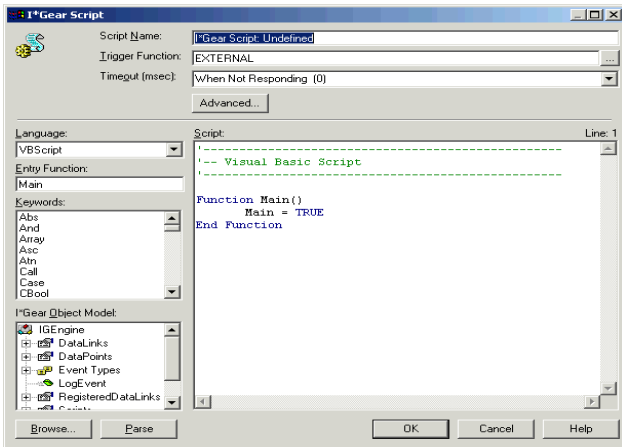 I*Gear Script
Script Name:
I*Gear Script: Undefined
Trigger Function:
EXTERNAL
...
Timeout (msec):
When Not Responding (0)
Advanced...
Language:
VBScript
Entry Function:
Main
Keywords:
Abs
And
Array
Asc
Atn
Call
Case
CBool
I*Gear Object Model:
IGEngine
DataLinks
DataPoints
Event Types
LogEvent
RegisteredDataLinks
Script:
Line: 1
'--------------------------------------------------
'-- Visual Basic Script
'--------------------------------------------------
Function Main()
Main = TRUE
End Function
Browse...
Parse
OK
Cancel
Help